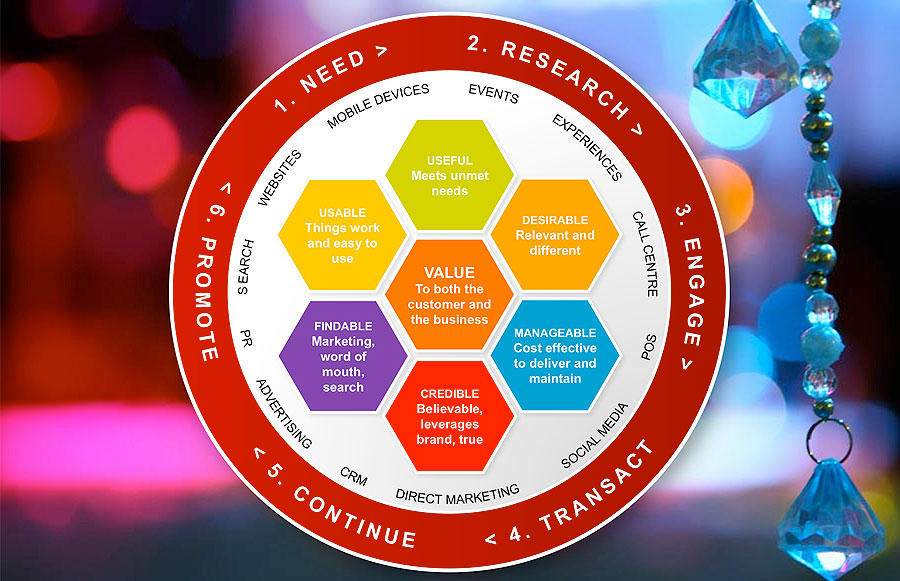 1. NEED >
2. RESEARCH >
3. ENGAGE >
< 4. TRANSACT
< 5. CONTINUE
< 6. PROMOTE
MOBILE DEVICES
EVENTS
EXPERIENCES
CALL CENTRE
POS
SOCIAL MEDIA
DIRECT MARKETING
CRM
ADVERTISING
PR
SEARCH
WEBSITES
USEFUL
Meets unmet
needs
USABLE
Things work
and easy to
use
DESIRABLE
Relevant and
different
VALUE
To both the
customer and
the business
FINDABLE
Marketing,
word of
mouth,
search
MANAGEABLE
Cost effective
to deliver and
maintain
CREDIBLE
Believable,
leverages
brand, true